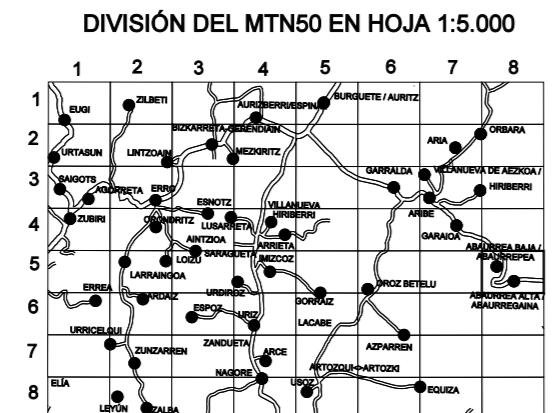 DIVISIÓN DEL MTN50 EN HOJA 1:5.000
1 2 3 4 5 6 7 8
1
ZILBETI
BURGUETE / AURITZ
EUGI
AURIZBERRI/ESPINAL
2
BIZKARRETA-GERENDIAIN
ORBARA
ARIA
URTASUN
LINTZOAIN
MEZKIRITZ
3
GARRALDA
VILLANUEVA DE AEZKOA /
HIRIBERRI
SAIGOTS
AGORRETA
ERRO
ESNOTZ
VILLANUEVA
HIRIBERRI
ARIBE
4
ZUBIRI
ORONDRITZ
LUSARRETA
GARAIOA
AINTZIOA
ARRIETA
ABAURREA BAJA /
ABAURREPEA
5
SARAGUETA
IMIZCOZ
LOIZU
LARRAINGOA
ERREA
URDIROZ
GORRAIZ
OROZ BETELU
ABAURREA ALTA /
ABAURREGAINA
6
ARDAIZ
ESPOZ
URIZ
LACABE
URRICELQUI
ZANDUETA
AZPARREN
7
ZUNZARREN
ARCE
NAGORE
ARTOZQUI<>ARTOZKI
8
ELÍA
USOZ
EQUIZA
LEYÚN
ZALBA